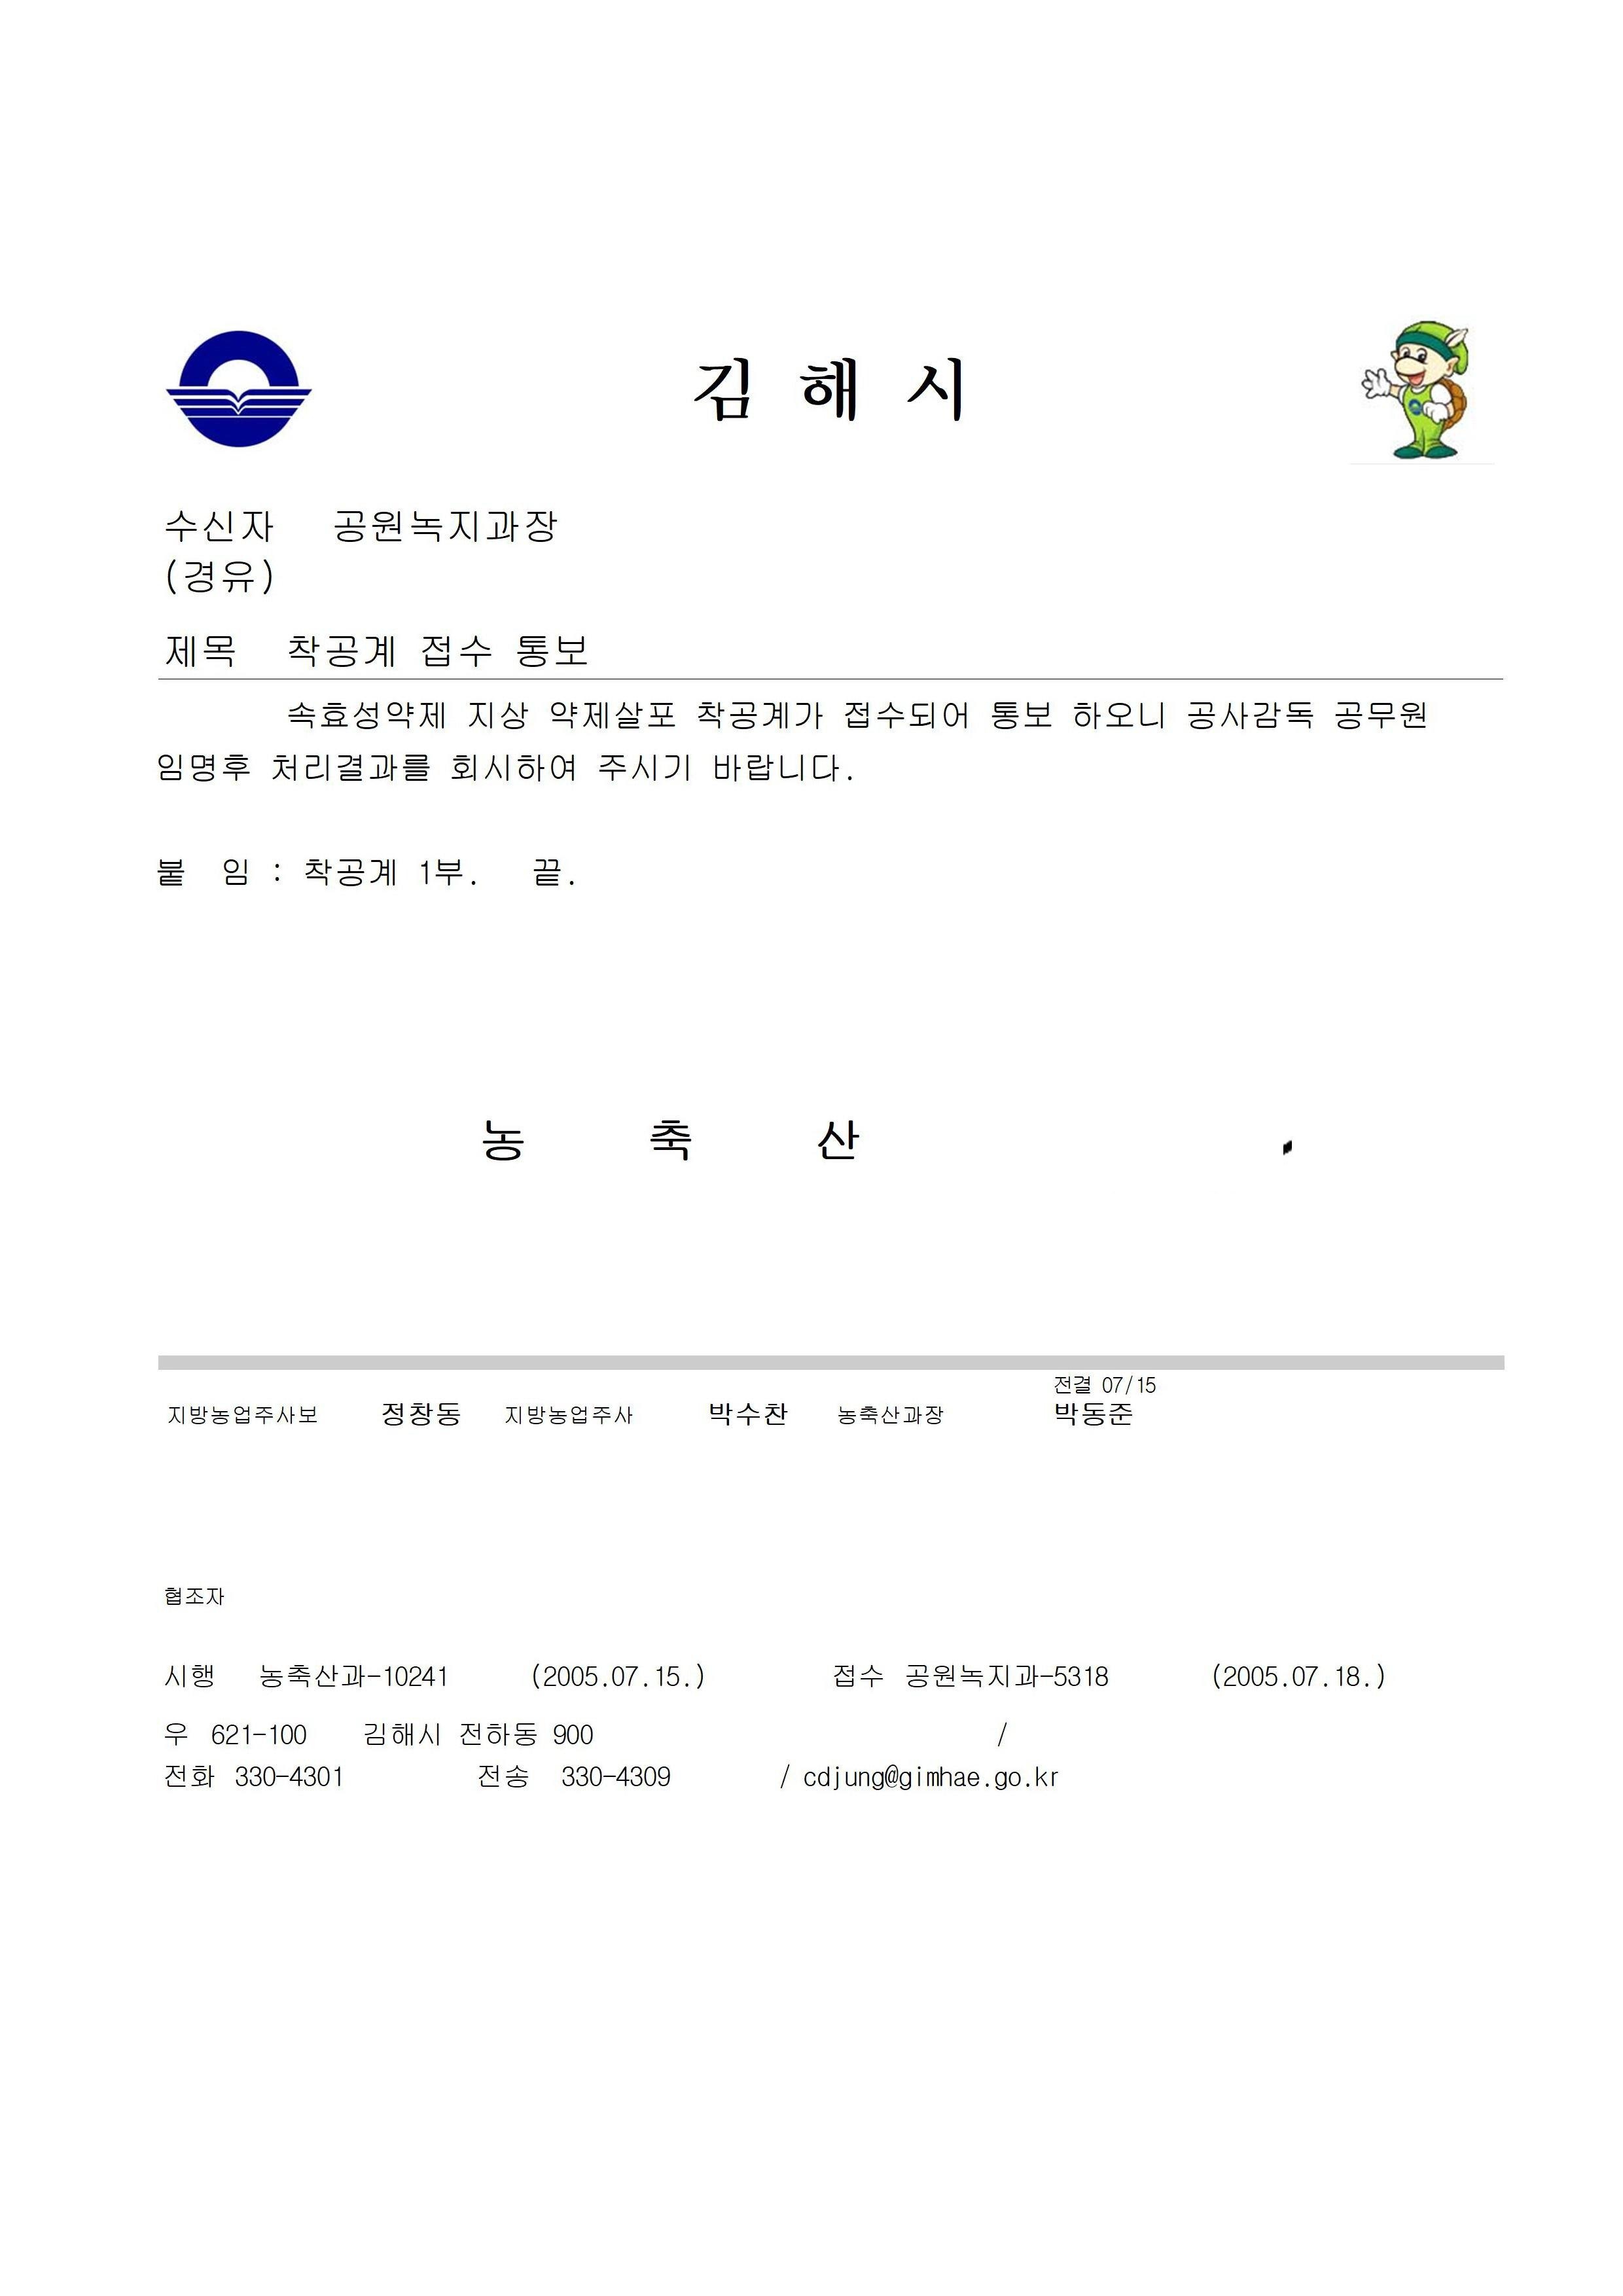 김 해 시
수신자 공원녹지과장
(경유)
제목 착공계 접수 통보
속효성약제 지상 약제살포 착공계가 접수되어 통보 하오니 공사감독 공무원
임명후 처리결과를 회시하여 주시기 바랍니다.
붙 임 : 착공계 1부. 끝.
농 축 산
전결 07/15
지방농업주사보 정창동 지방농업주사 박수찬 농축산과장 박동준
협조자
시행 농축산과-10241 (2005.07.15.) 접수 공원녹지과-5318 (2005.07.18.)
우 621-100 김해시 전하동 900 /
전화 330-4301 전송 330-4309 / cdjung@gimhae.go.kr